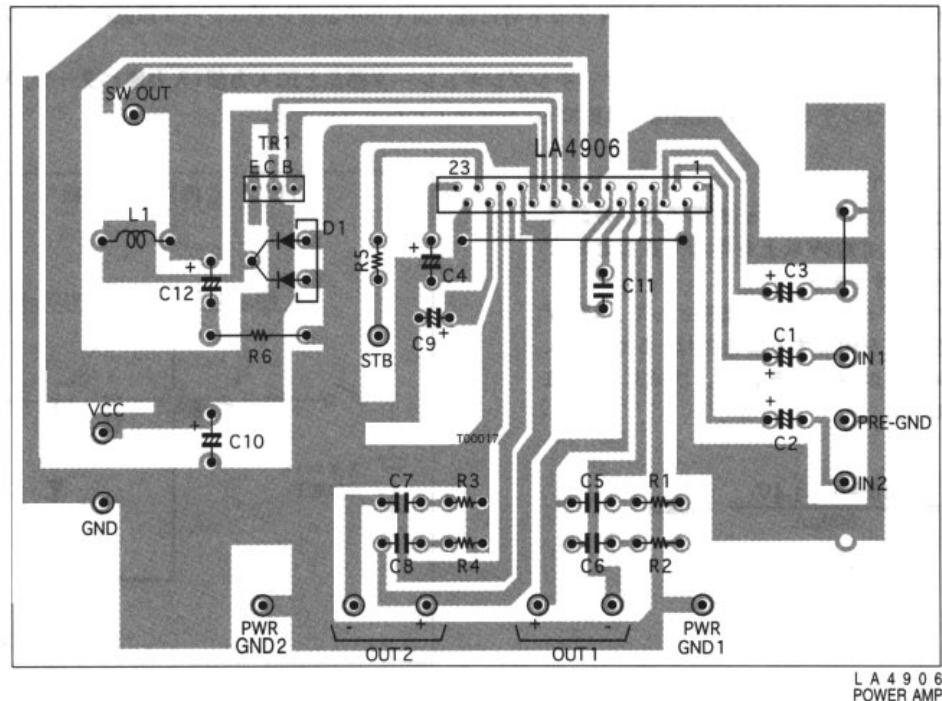 SW OUT
TR1
E C B
LA4906
23
1
L1
D1
+
C12
R5
+
C4
C11
+
C3
R6
C9
+
STB
C1
+
IN1
VCC
+
C10
T00017
+
C2
PRE-GND
C7
R3
C5
R1
IN2
GND
C8
R4
C6
R2
PWR
GND2
-
+
OUT2
+
-
OUT1
PWR
GND1
LA4906
POWER AMP